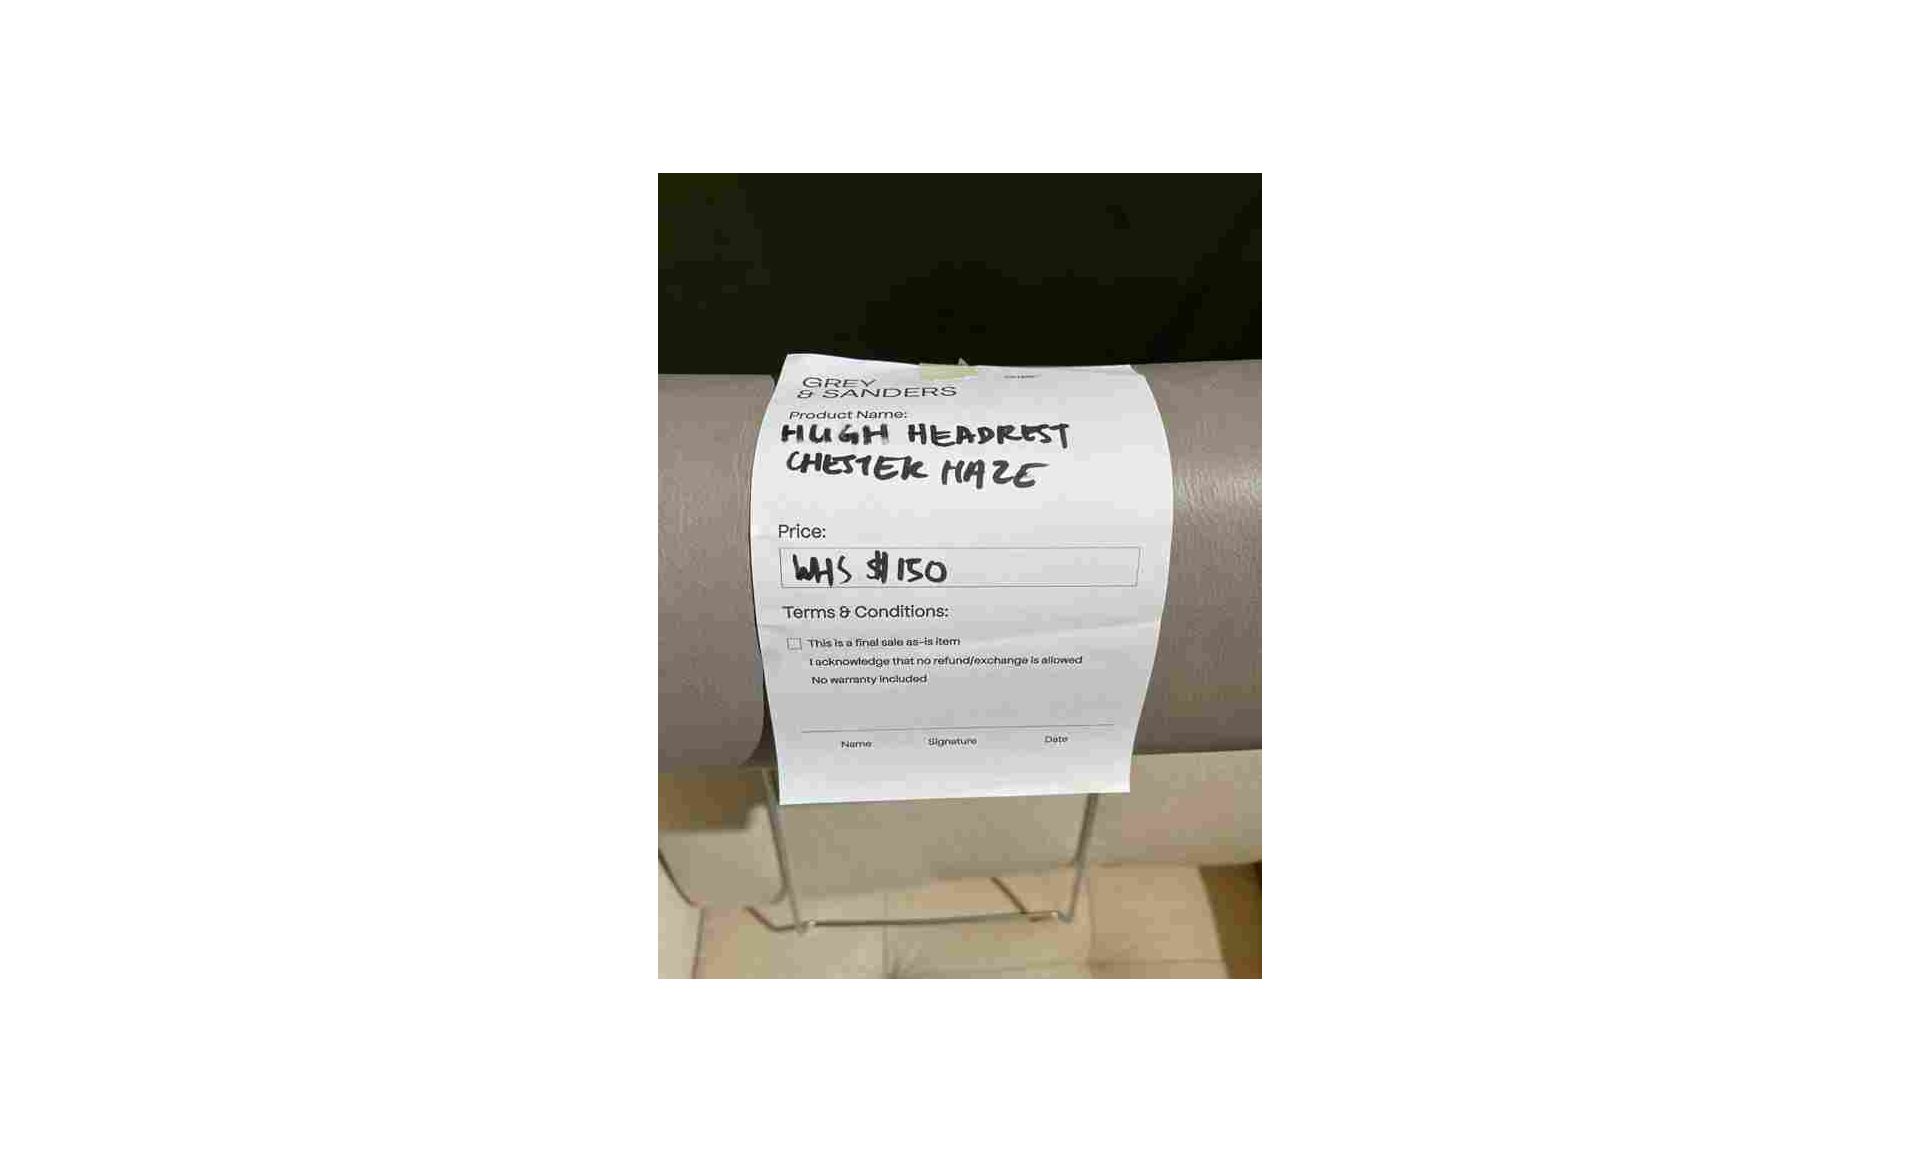 GREY
& SANDERS
Product Name:
HUGH HEADREST
CHESTER HAZE
Price:
WHS $150
Terms & Conditions:
This is a final sale as-is item
I acknowledge that no refund/exchange is allowed
No warranty included
Name Signature Date